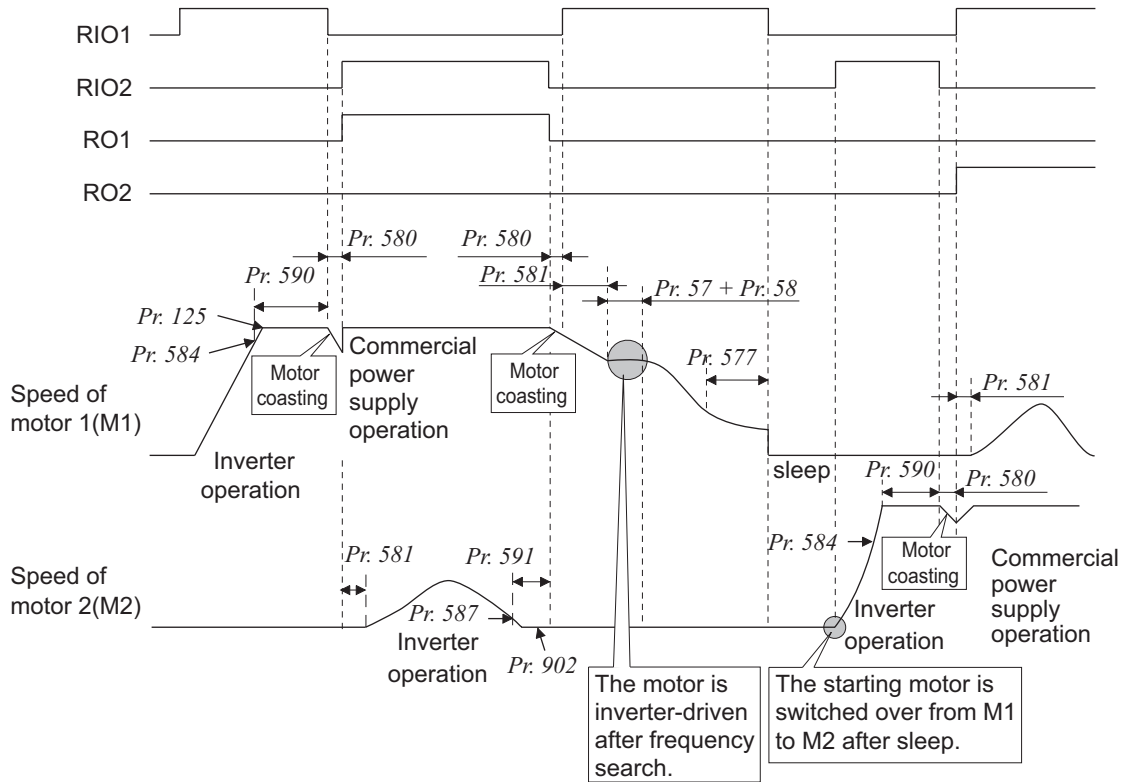 RIO1
RIO2
RO1
RO2
Pr. 580
Pr. 580
Pr. 590
Pr. 581
Pr. 57 + Pr. 58
Pr. 125
Pr. 584
Motor
coasting
Commercial
power
supply
operation
Motor
coasting
Pr. 577
Pr. 581
Speed of
motor 1(M1)
Inverter
operation
sleep
Pr. 590
Pr. 580
Pr. 581
Pr. 591
Pr. 584
Motor
coasting
Commercial
power
supply
operation
Speed of
motor 2(M2)
Pr. 587
Inverter
operation
Pr. 902
Inverter
operation
The motor is
inverter-driven
after frequency
search.
The starting motor is
switched over from M1
to M2 after sleep.